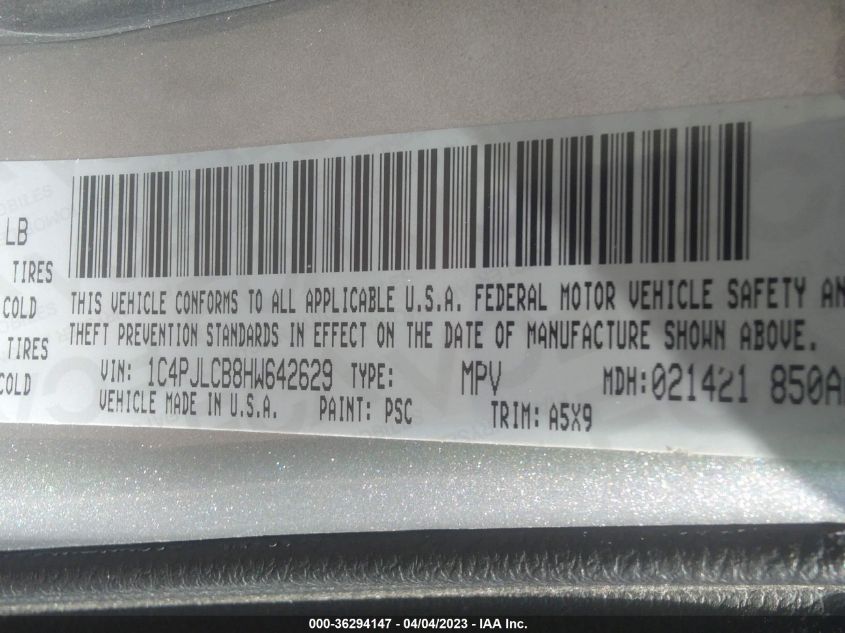 LB
TIRES
COLD
TIRES
COLD
THIS VEHICLE CONFORMS TO ALL APPLICABLE U.S.A. FEDERAL MOTOR VEHICLE SAFETY AN
THEFT PREVENTION STANDARDS IN EFFECT ON THE DATE OF MANUFACTURE SHOWN ABOVE.
VIN: 1C4PJLCB8HW642629 TYPE: MPV MDH:021421 850A
VEHICLE MADE IN U.S.A. PAINT: PSC TRIM: A5X9
000-36294147 - 04/04/2023 - IAA Inc.